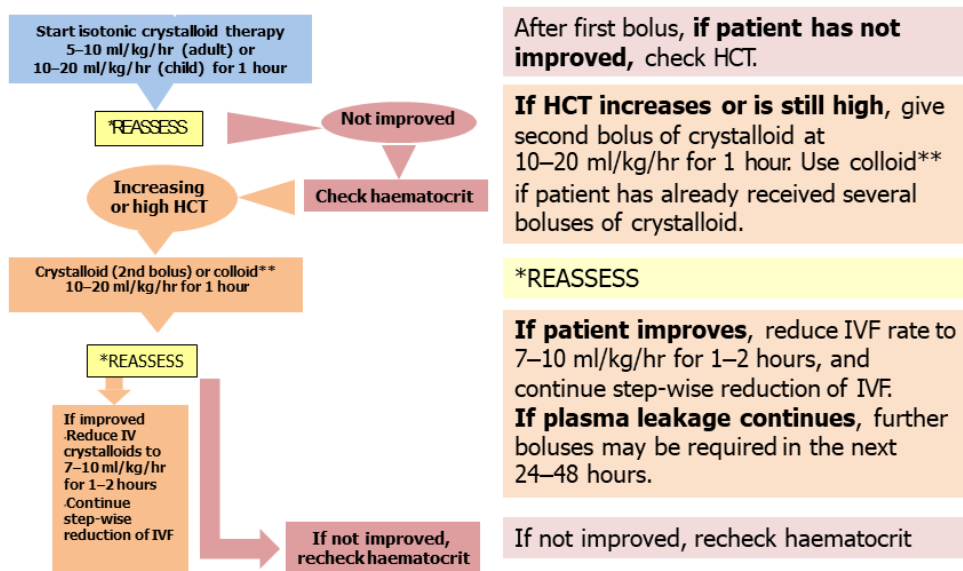 Start isotonic crystalloid therapy
5–10 ml/kg/hr (adult) or
10–20 ml/kg/hr (child) for 1 hour
*REASSESS
Not improved
Check haematocrit
Increasing
or high HCT
Crystalloid (2nd bolus) or colloid**
10–20 ml/kg/hr for 1 hour
*REASSESS
If improved
·Reduce IV
crystalloids to
7–10 ml/kg/hr
for 1–2 hours
·Continue
step-wise
reduction of IVF
If not improved,
recheck haematocrit
After first bolus, if patient has not
improved, check HCT.
If HCT increases or is still high, give
second bolus of crystalloid at
10–20 ml/kg/hr for 1 hour. Use colloid**
if patient has already received several
boluses of crystalloid.
*REASSESS
If patient improves, reduce IVF rate to
7–10 ml/kg/hr for 1–2 hours, and
continue step-wise reduction of IVF.
If plasma leakage continues, further
boluses may be required in the next
24–48 hours.
If not improved, recheck haematocrit